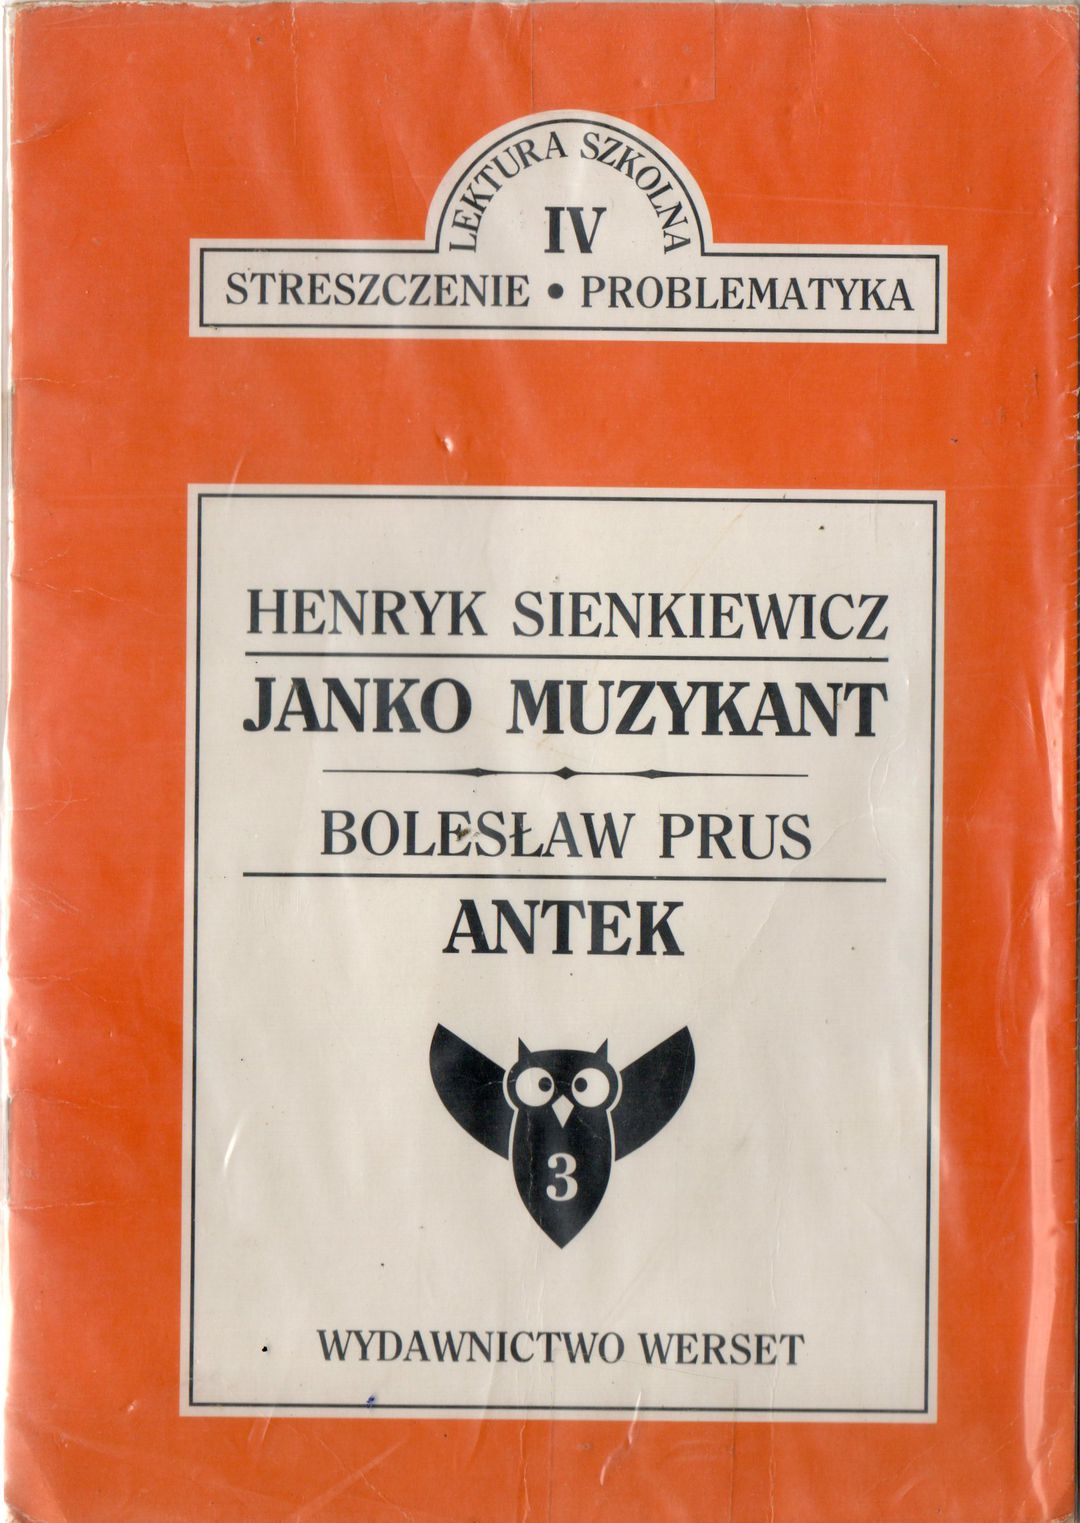 LEKTURA SZKOLNA
IV
STRESZCZENIE • PROBLEMATYKA
HENRYK SIENKIEWICZ
JANKO MUZYKANT
BOLESŁAW PRUS
ANTEK
3
WYDAWNICTWO WERSET